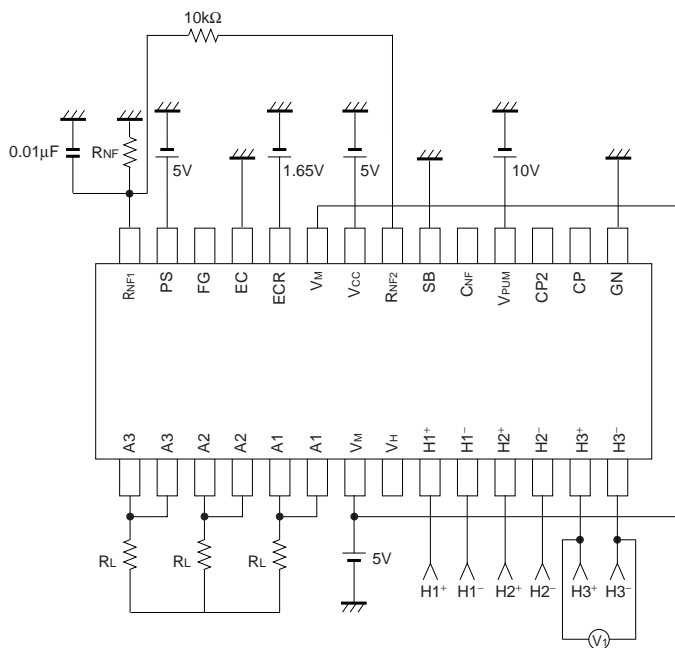 10kΩ
0.01μF
RNF
5V
1.65V
5V
10V
RNF1
PS
FG
EC
ECR
VM
VCC
RNF2
SB
CNF
VPUM
CP2
CP
GN
A3
A3
A2
A2
A1
A1
VM
VH
H1+
H1−
H2+
H2−
H3+
H3−
RL
RL
RL
5V
H1+
H1−
H2+
H2−
H3+
H3−
V1